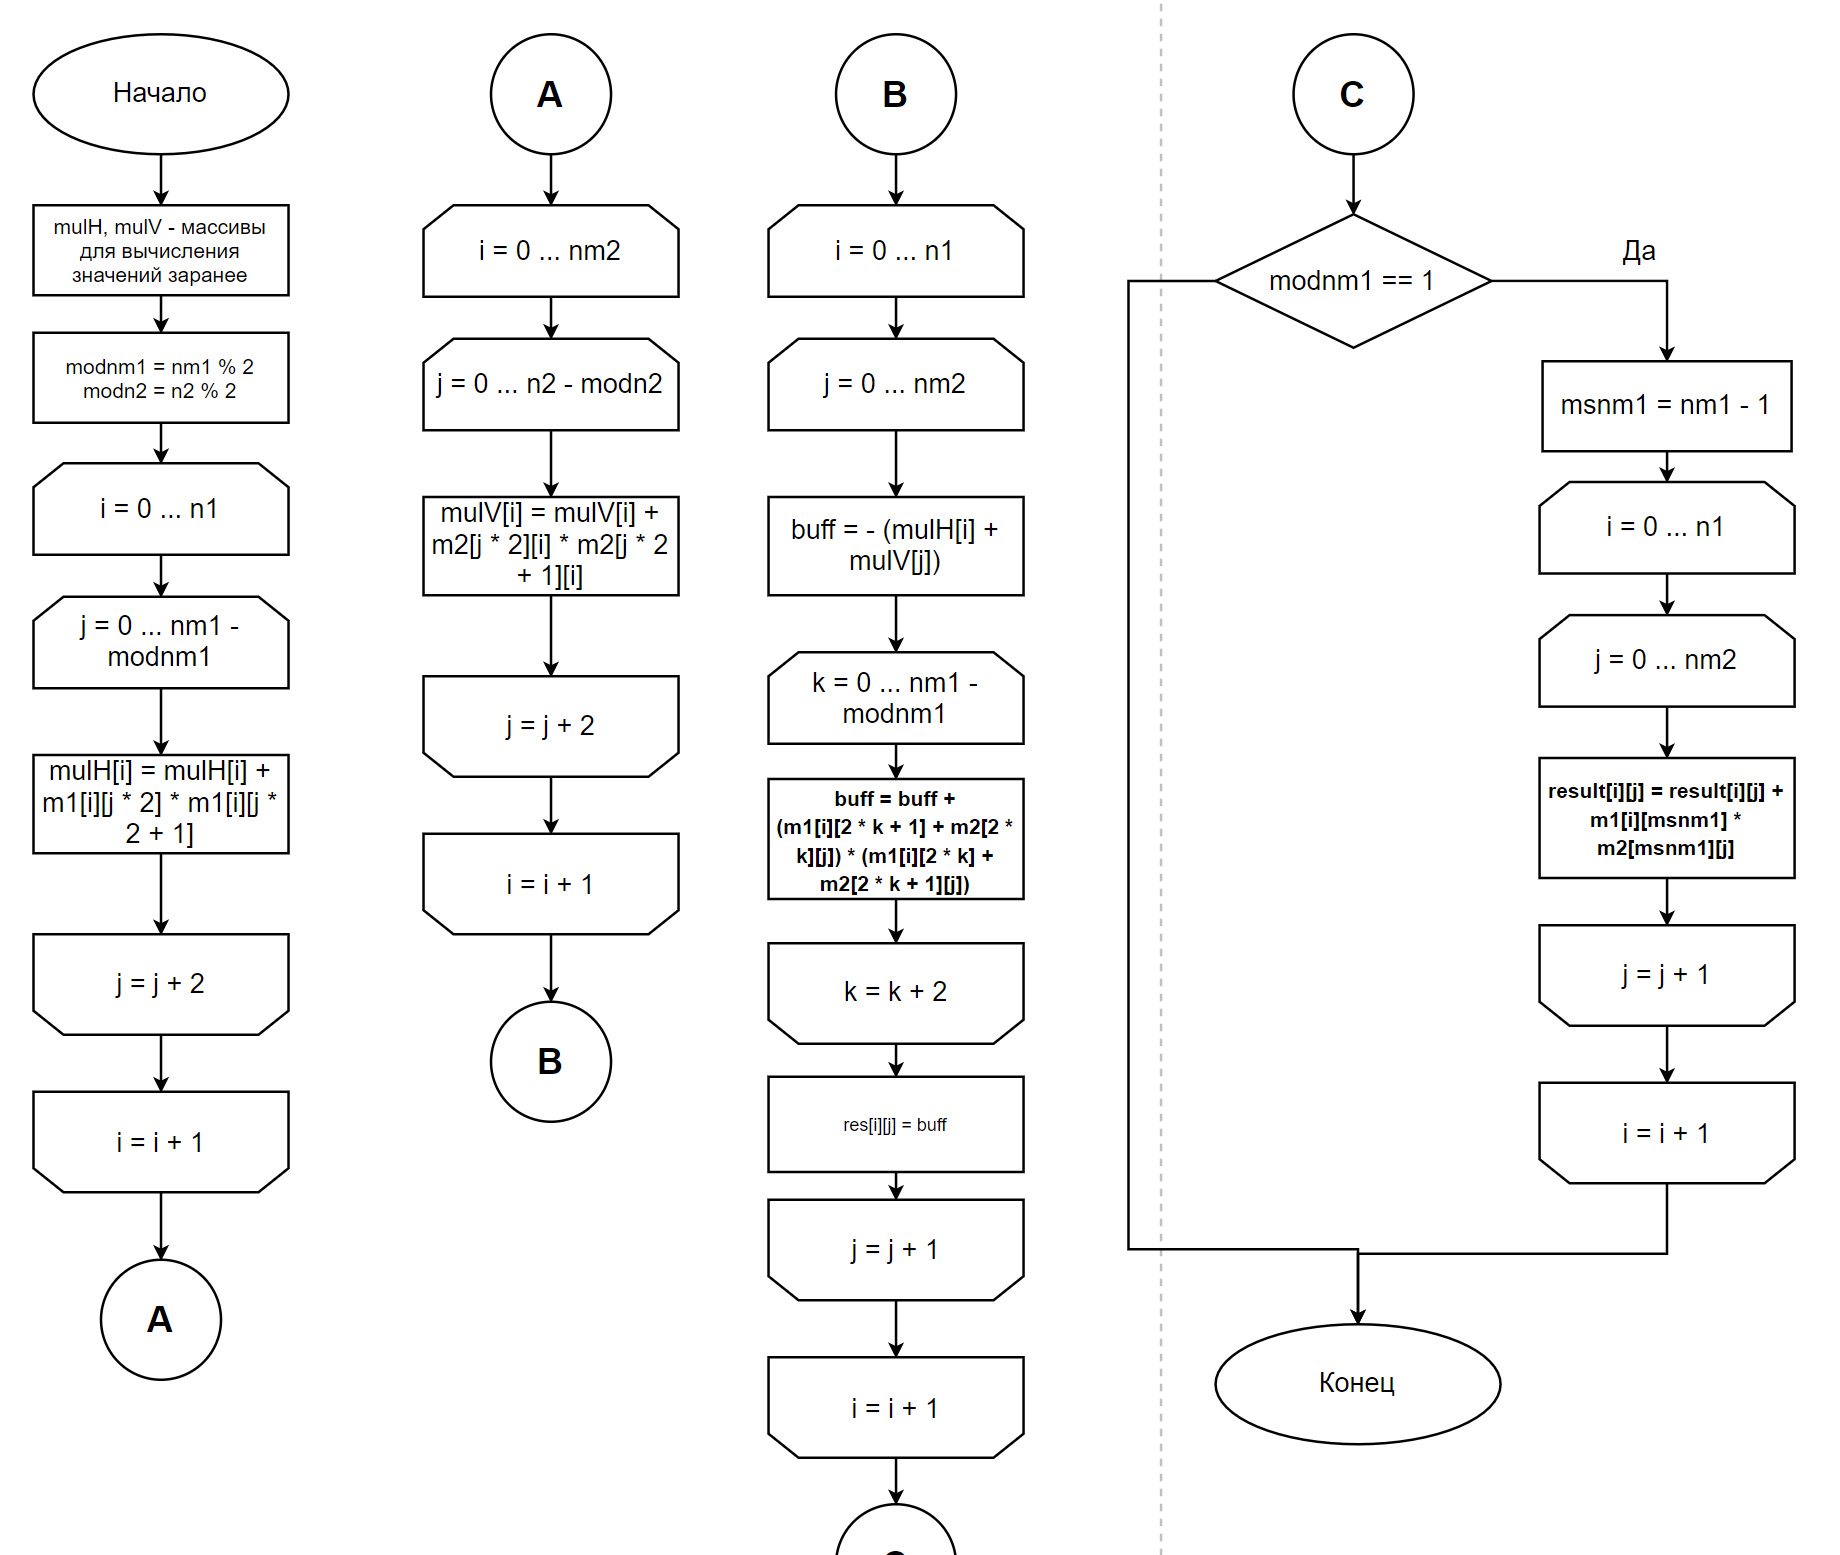 Начало
mulH, mulV - массивы
для вычисления
значений заранее
modnm1 = nm1 % 2
modn2 = n2 % 2
i = 0 ... n1
j = 0 ... nm1 -
modnm1
mulH[i] = mulH[i] +
m1[i][j * 2] * m1[i][j *
2 + 1]
j = j + 2
i = i + 1
A
A
i = 0 ... nm2
j = 0 ... n2 - modn2
mulV[i] = mulV[i] +
m2[j * 2][i] * m2[j * 2
+ 1][i]
j = j + 2
i = i + 1
B
B
i = 0 ... n1
j = 0 ... nm2
buff = - (mulH[i] +
mulV[j])
k = 0 ... nm1 -
modnm1
buff = buff +
(m1[i][2 * k + 1] + m2[2 *
k][j]) * (m1[i][2 * k] +
m2[2 * k + 1][j])
k = k + 2
res[i][j] = buff
j = j + 1
i = i + 1
C
modnm1 == 1
Да
msnm1 = nm1 - 1
i = 0 ... n1
j = 0 ... nm2
result[i][j] = result[i][j] +
m1[i][msnm1] *
m2[msnm1][j]
j = j + 1
i = i + 1
Конец